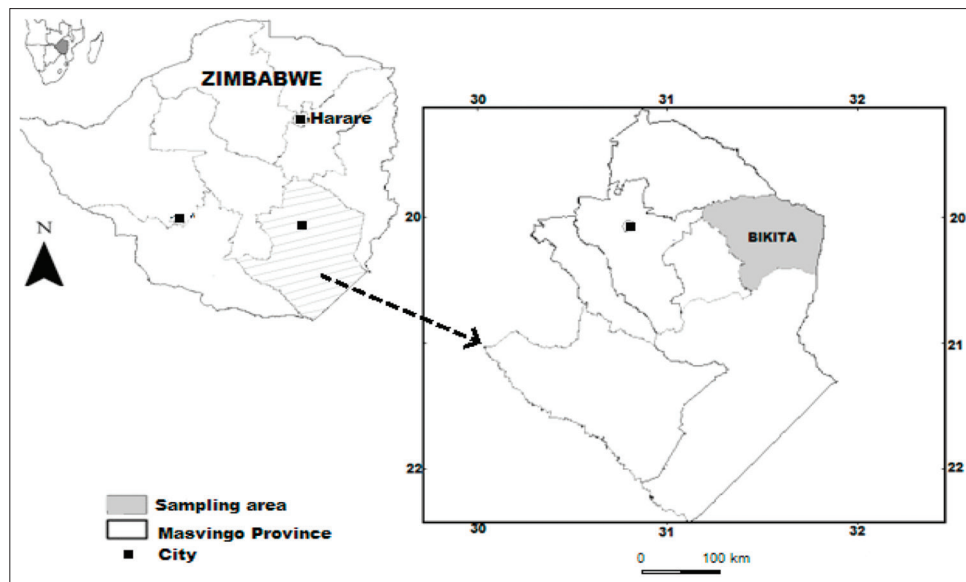 ZIMBABWE
Harare
N
30 31 32
20 20
BIKITA
21 21
22 22
30 31 32
Sampling area
Masvingo Province
City
0 100 km